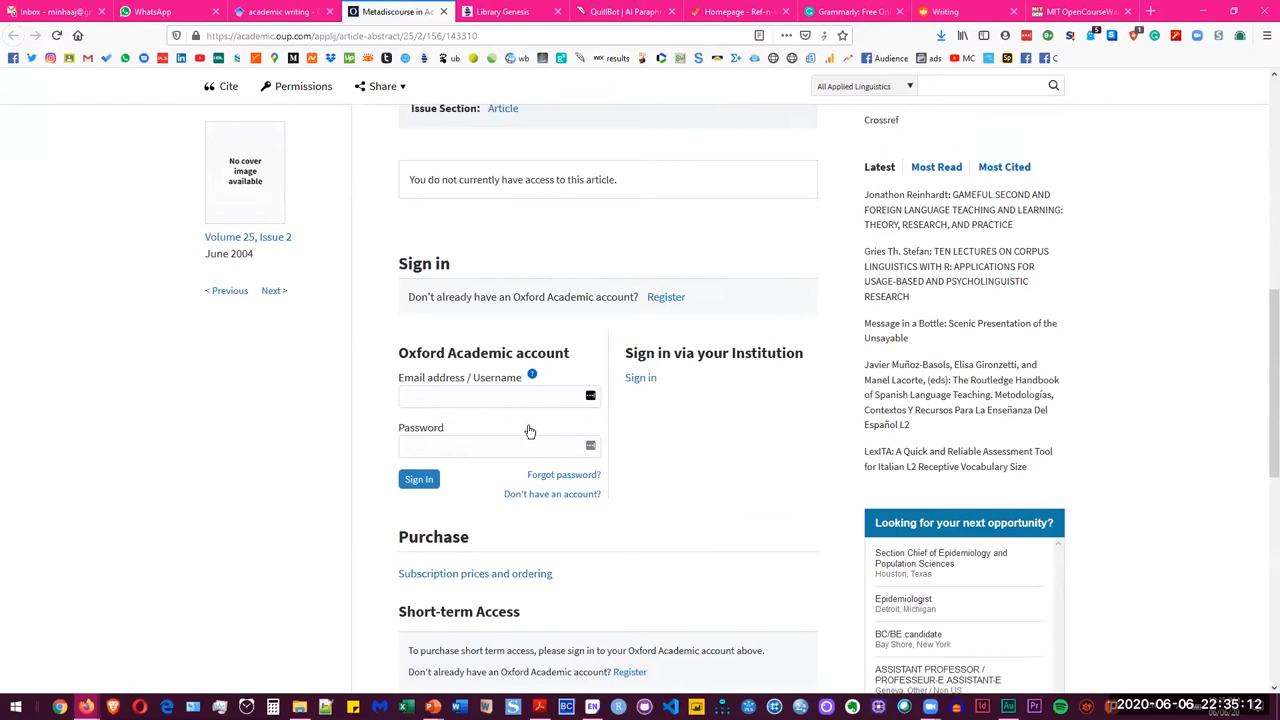 Inbox - minhaaj@gm
WhatsApp
academic writing - G
Metadiscourse in Ac
Library Genesis
QuillBot | AI Paraph
Homepage - Ref-n-w
Grammarly: Free Onl
Writing
MIT OpenCourseWa
https://academic.oup.com/applij/article-abstract/25/2/156/143310
ub
wb
results
Audience
ads
MC
C
Cite
Permissions
Share
All Applied Linguistics
Issue Section: Article
No cover
image
available
Volume 25, Issue 2
June 2004
< Previous Next >
You do not currently have access to this article.
Sign in
Don't already have an Oxford Academic account? Register
Oxford Academic account
Email address / Username
Password
Sign In
Forgot password?
Don't have an account?
Sign in via your Institution
Sign in
Purchase
Subscription prices and ordering
Short-term Access
To purchase short term access, please sign in to your Oxford Academic account above.
Don't already have an Oxford Academic account? Register
Crossref
Latest Most Read Most Cited
Jonathon Reinhardt: GAMEFUL SECOND AND
FOREIGN LANGUAGE TEACHING AND LEARNING:
THEORY, RESEARCH, AND PRACTICE
Gries Th. Stefan: TEN LECTURES ON CORPUS
LINGUISTICS WITH R: APPLICATIONS FOR
USAGE-BASED AND PSYCHOLINGUISTIC
RESEARCH
Message in a Bottle: Scenic Presentation of the
Unsayable
Javier Muñoz-Basols, Elisa Gironzetti, and
Manel Lacorte, (eds): The Routledge Handbook
of Spanish Language Teaching. Metodologías,
Contextos Y Recursos Para La Enseñanza Del
Español L2
LexITA: A Quick and Reliable Assessment Tool
for Italian L2 Receptive Vocabulary Size
Looking for your next opportunity?
Section Chief of Epidemiology and
Population Sciences
Houston, Texas
Epidemiologist
Detroit, Michigan
BC/BE candidate
Bay Shore, New York
ASSISTANT PROFESSOR /
PROFESSEUR-E ASSISTANT-E
Geneva, Other / Non US
2020-06-06 22:35:12